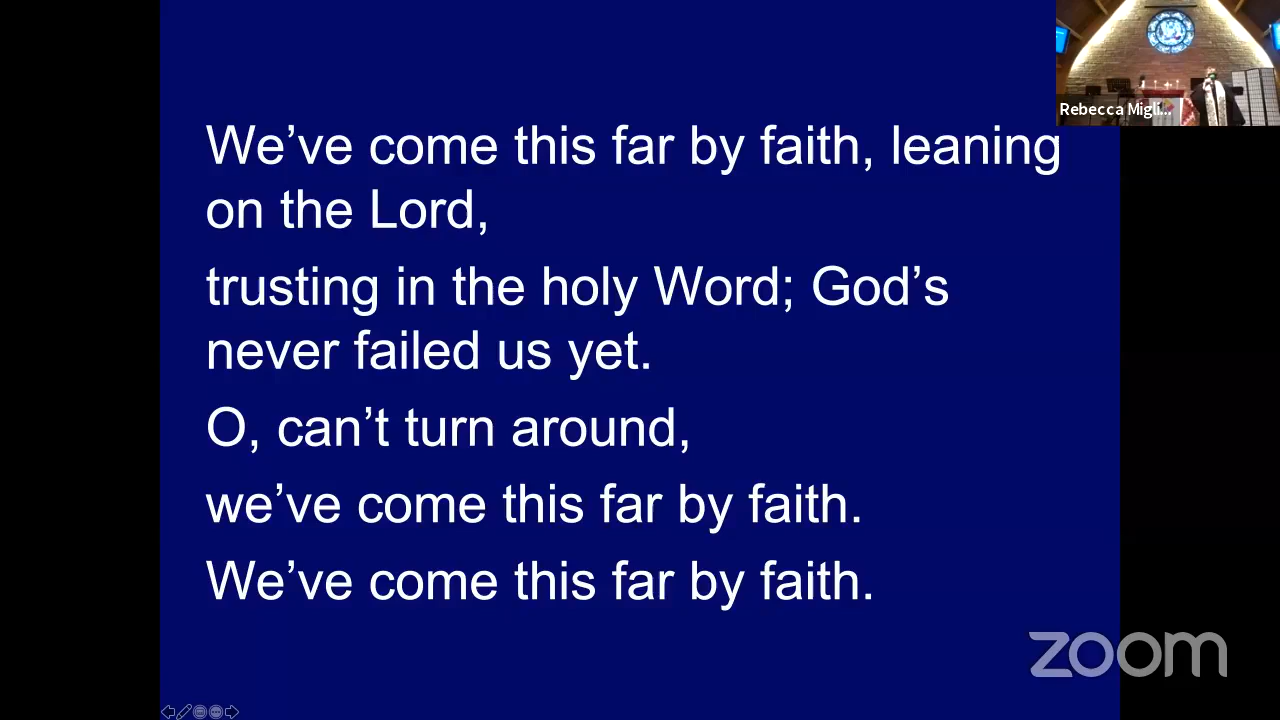 Rebecca Migli...
We’ve come this far by faith, leaning
on the Lord,
trusting in the holy Word; God’s
never failed us yet.
O, can’t turn around,
we’ve come this far by faith.
We’ve come this far by faith.
zoom